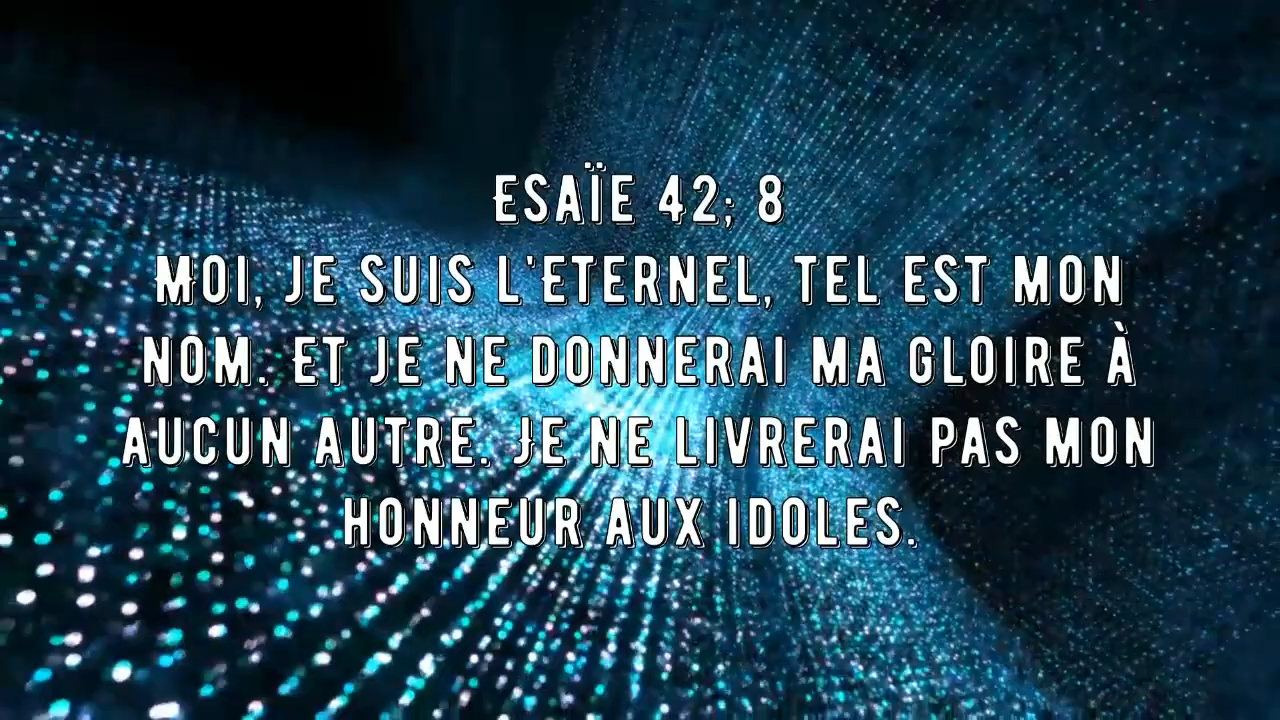 ESAÏE 42; 8
MOI, JE SUIS L'ETERNEL, TEL EST MON
NOM. ET JE NE DONNERAI MA GLOIRE À
AUCUN AUTRE. JE NE LIVRERAI PAS MON
HONNEUR AUX IDOLES.